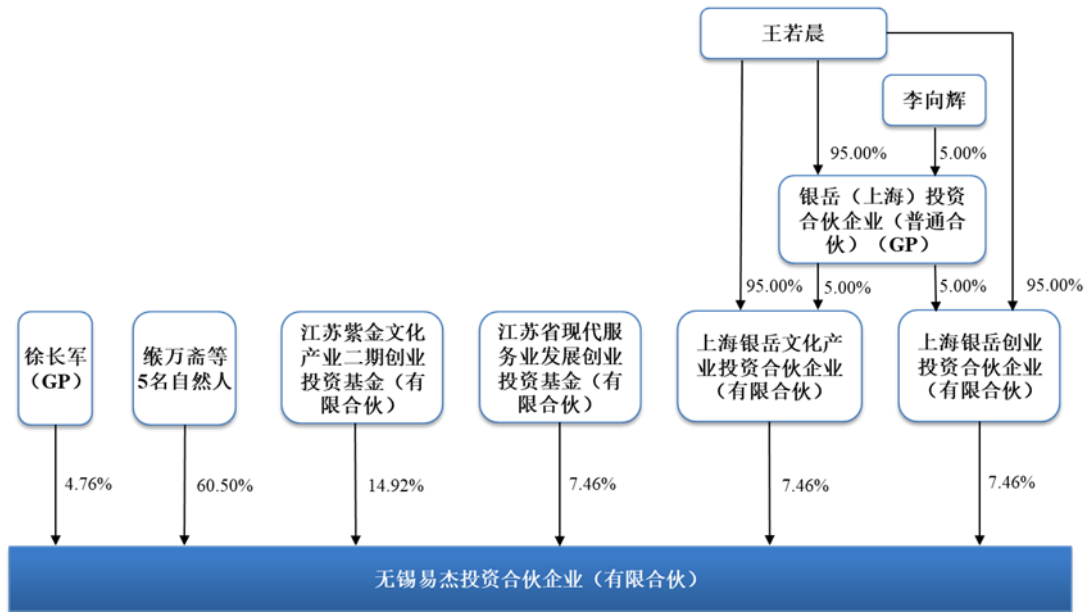 王若晨
李向辉
95.00%
5.00%
银岳（上海）投资
合伙企业（普通合
伙）（GP）
95.00%
5.00%
5.00%
95.00%
徐长军
（GP）
缑万斋等
5名自然人
江苏紫金文化
产业二期创业
投资基金（有
限合伙）
江苏省现代服
务业发展创业
投资基金（有
限合伙）
上海银岳文化产
业投资合伙企业
（有限合伙）
上海银岳创业
投资合伙企业
（有限合伙）
4.76%
60.50%
14.92%
7.46%
7.46%
7.46%
无锡易杰投资合伙企业（有限合伙）